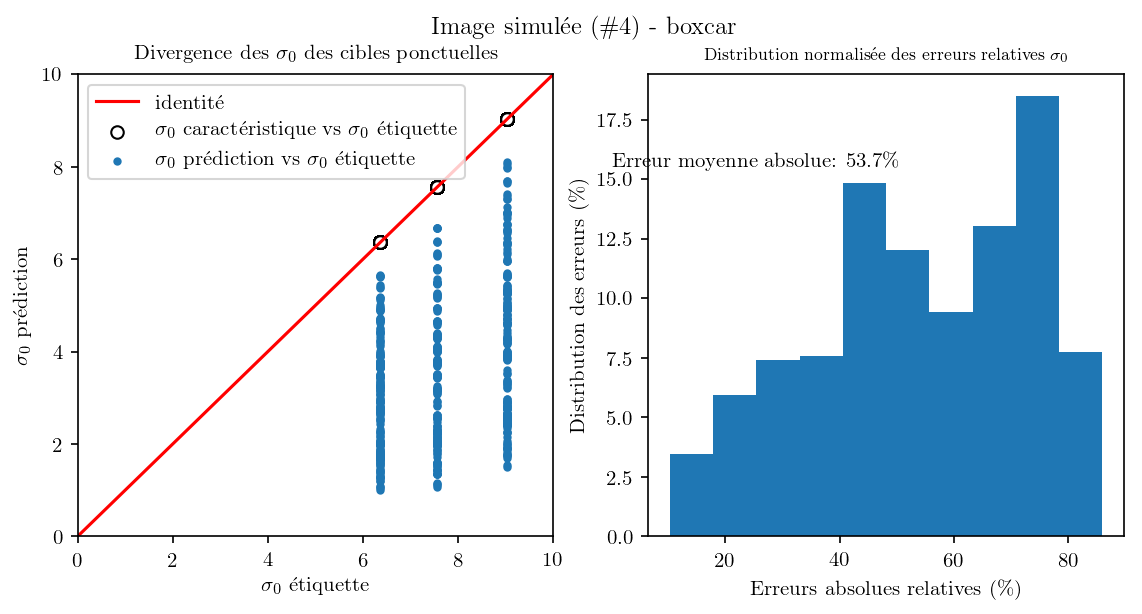 Image simulée (#4) - boxcar
Divergence des σ0 des cibles ponctuelles
identité
σ0 caractéristique vs σ0 étiquette
σ0 prédiction vs σ0 étiquette
10
8
6
4
2
0
σ0 prédiction
0 2 4 6 8 10
σ0 étiquette
Distribution normalisée des erreurs relatives σ0
Erreur moyenne absolue: 53.7%
17.5
15.0
12.5
10.0
7.5
5.0
2.5
0.0
Distribution des erreurs (%)
20 40 60 80
Erreurs absolues relatives (%)